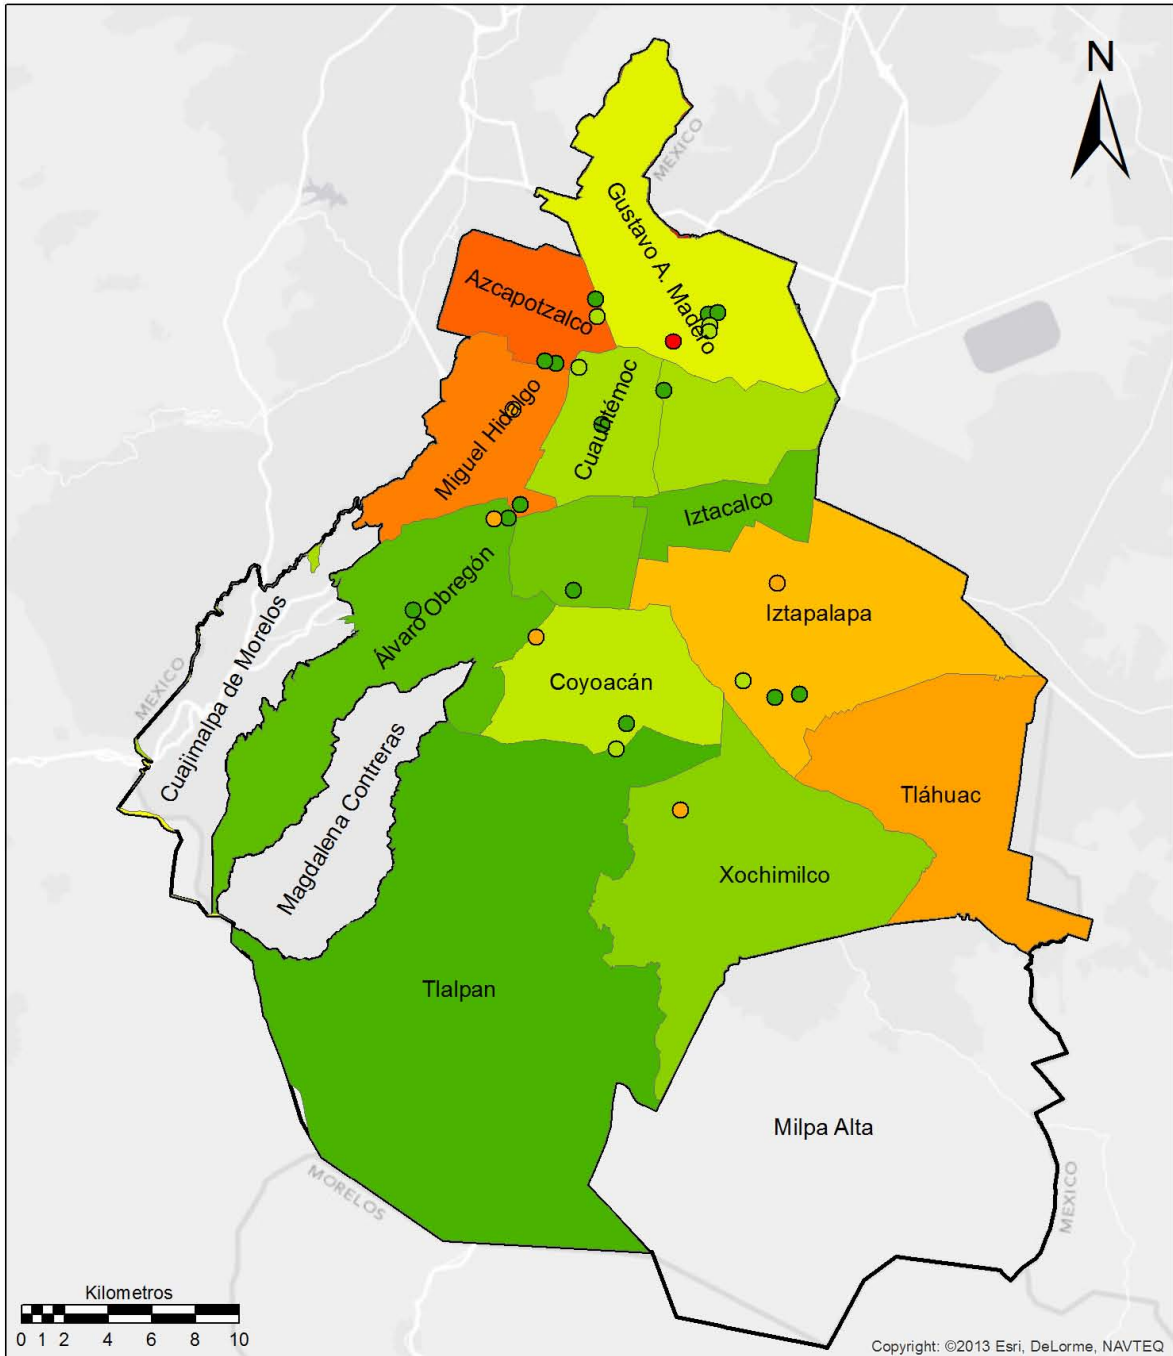 N
MEXICO
Gustavo A. Madero
Azcapotzalco
Cuauhtémoc
Miguel Hidalgo
Iztacalco
Álvaro Obregón
Iztapalapa
Cuajimalpa de Morelos
MEXICO
Coyoacán
Magdalena Contreras
Tláhuac
Xochimilco
Tlalpan
Milpa Alta
MORELOS
MEXICO
Kilometros
0 1 2 4 6 8 10
Copyright: ©2013 Esri, DeLorme, NAVTEQ